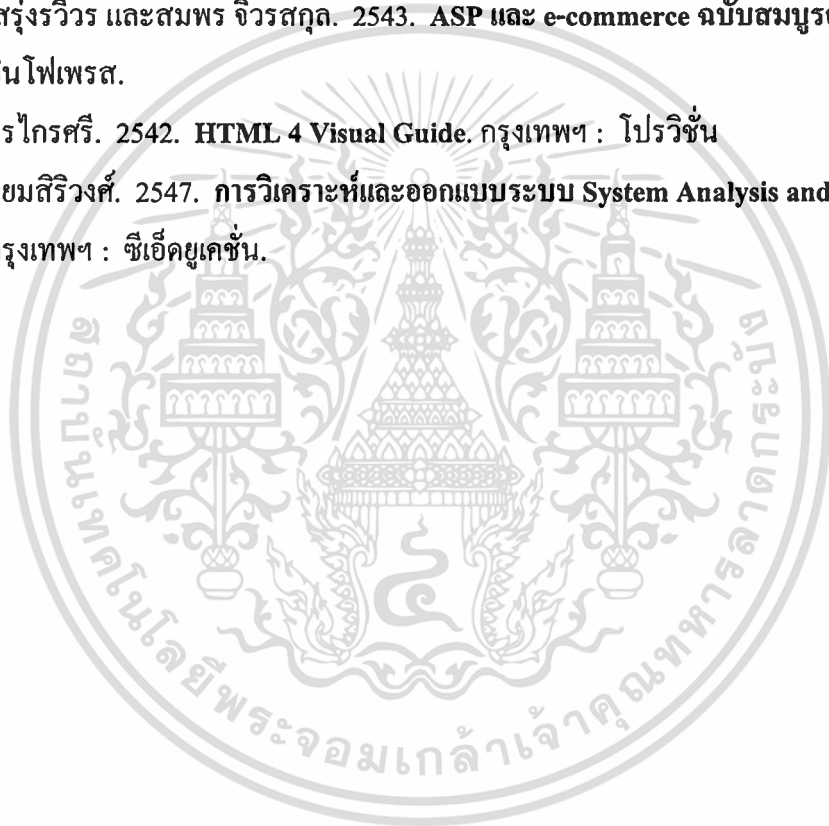 สรุ่งรวีวร และสมพร จิวรสกุล. 2543. ASP และ e-commerce ฉบับสมบูรณ์
นโฟเพรส.
รไกรศรี. 2542. HTML 4 Visual Guide. กรุงเทพฯ : โปรวิชั่น
ยมสิริวงศ์. 2547. การวิเคราะห์และออกแบบระบบ System Analysis and
รุงเทพฯ : ซีเอ็ดยูเคชั่น.
สถาบันเทคโนโลยีพระจอมเกล้าเจ้าคุณทหารลาดกระบัง